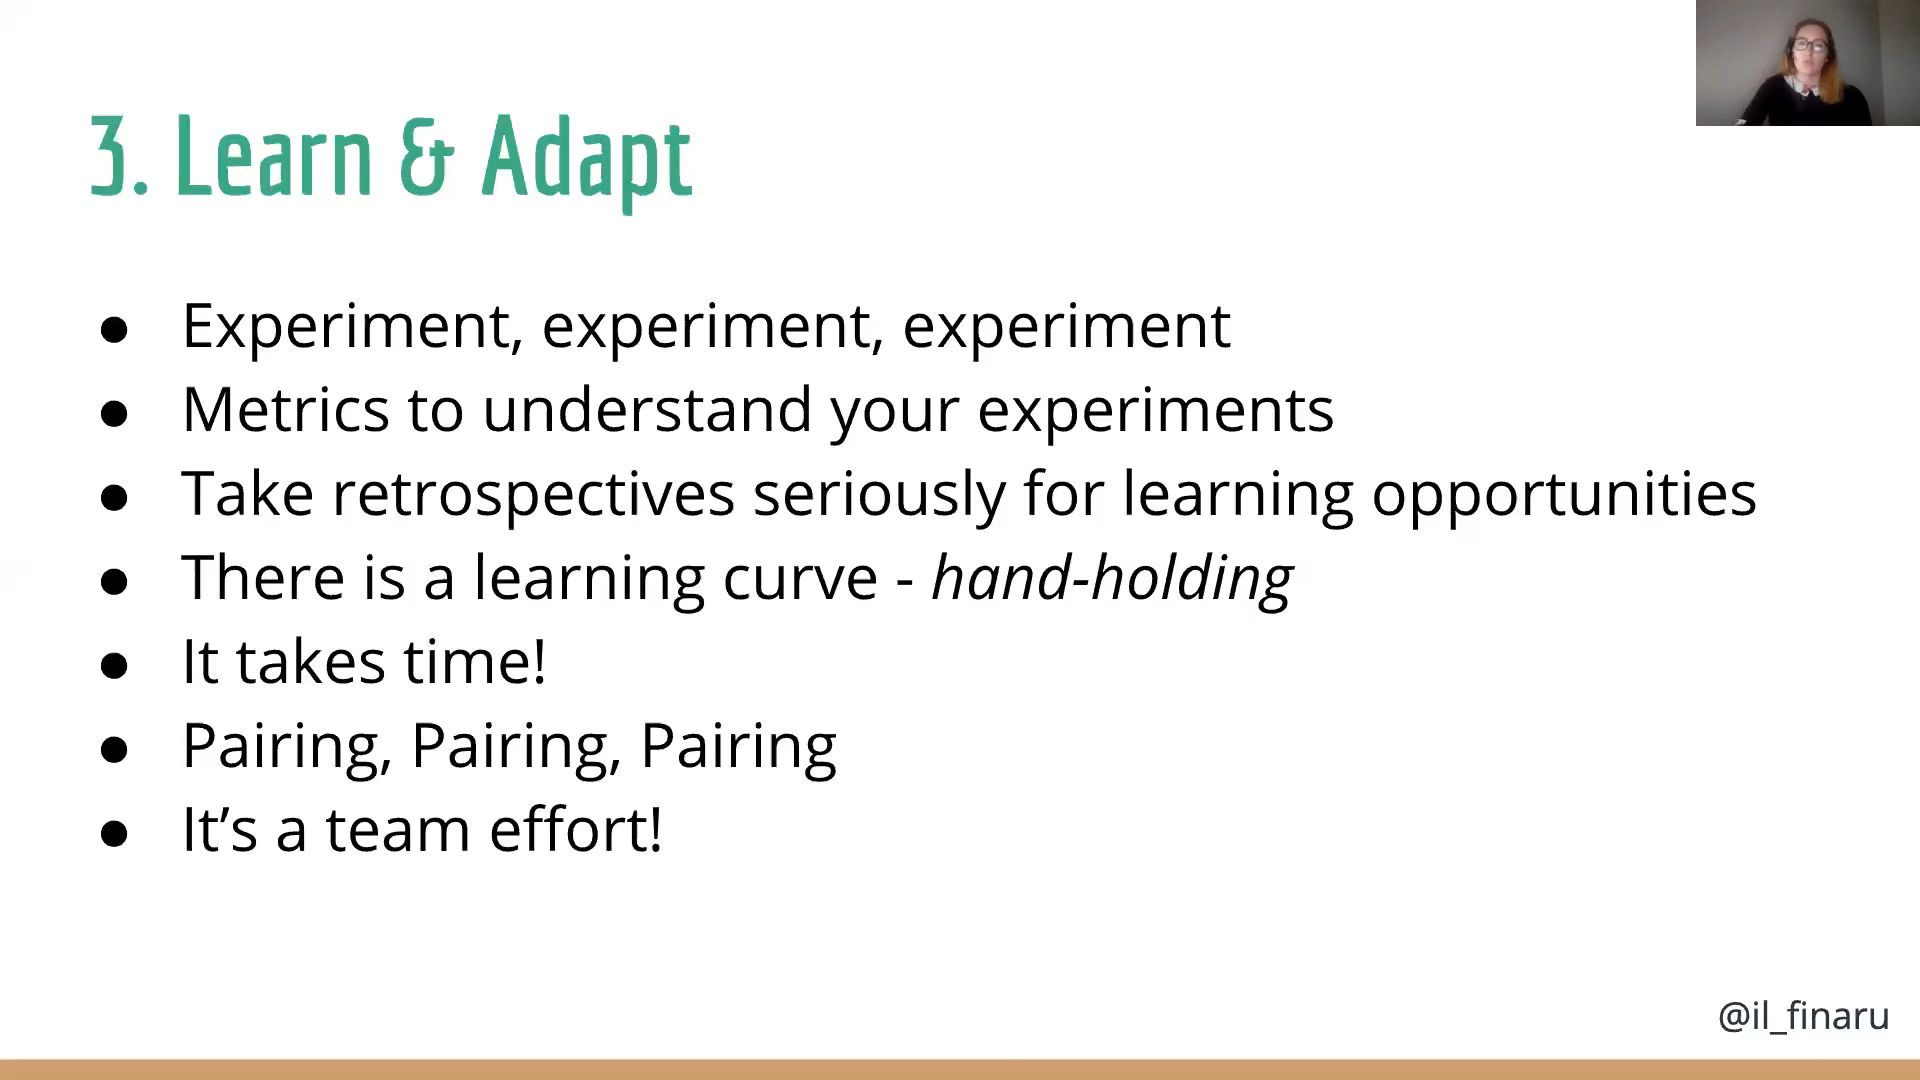 3. Learn & Adapt
● Experiment, experiment, experiment
● Metrics to understand your experiments
● Take retrospectives seriously for learning opportunities
● There is a learning curve - hand-holding
● It takes time!
● Pairing, Pairing, Pairing
● It’s a team effort!
@il_finaru